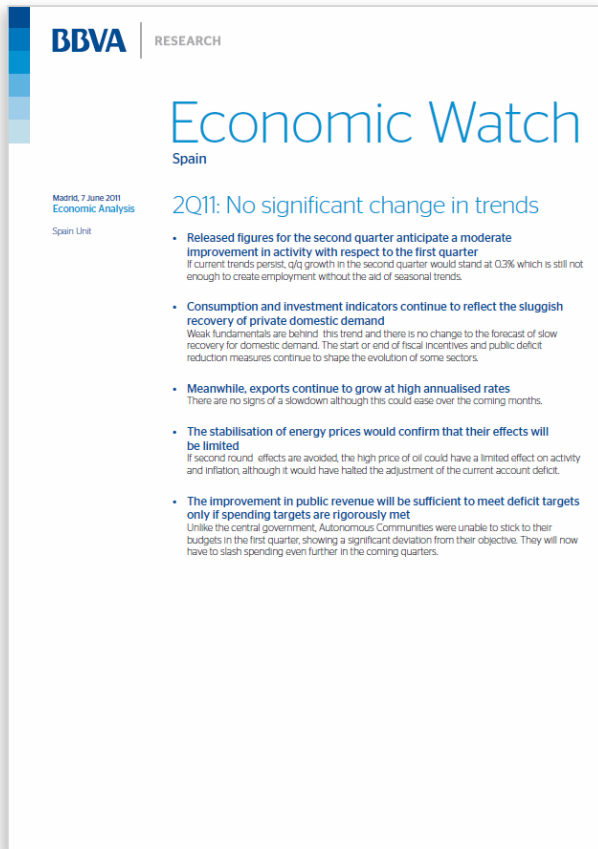 BBVA RESEARCH
Economic Watch
Spain
Madrid, 7 June 2011
Economic Analysis
Spain Unit
2Q11: No significant change in trends
• Released figures for the second quarter anticipate a moderate
improvement in activity with respect to the first quarter
If current trends persist, q/q growth in the second quarter would stand at 0.3% which is still not
enough to create employment without the aid of seasonal trends.
• Consumption and investment indicators continue to reflect the sluggish
recovery of private domestic demand
Weak fundamentals are behind this trend and there is no change to the forecast of slow
recovery for domestic demand. The start or end of fiscal incentives and public deficit
reduction measures continue to shape the evolution of some sectors.
• Meanwhile, exports continue to grow at high annualised rates
There are no signs of a slowdown although this could ease over the coming months.
• The stabilisation of energy prices would confirm that their effects will
be limited
If second round effects are avoided, the high price of oil could have a limited effect on activity
and inflation, although it would have halted the adjustment of the current account deficit.
• The improvement in public revenue will be sufficient to meet deficit targets
only if spending targets are rigorously met
Unlike the central government, Autonomous Communities were unable to stick to their
budgets in the first quarter, showing a significant deviation from their objective. They will now
have to slash spending even further in the coming quarters.